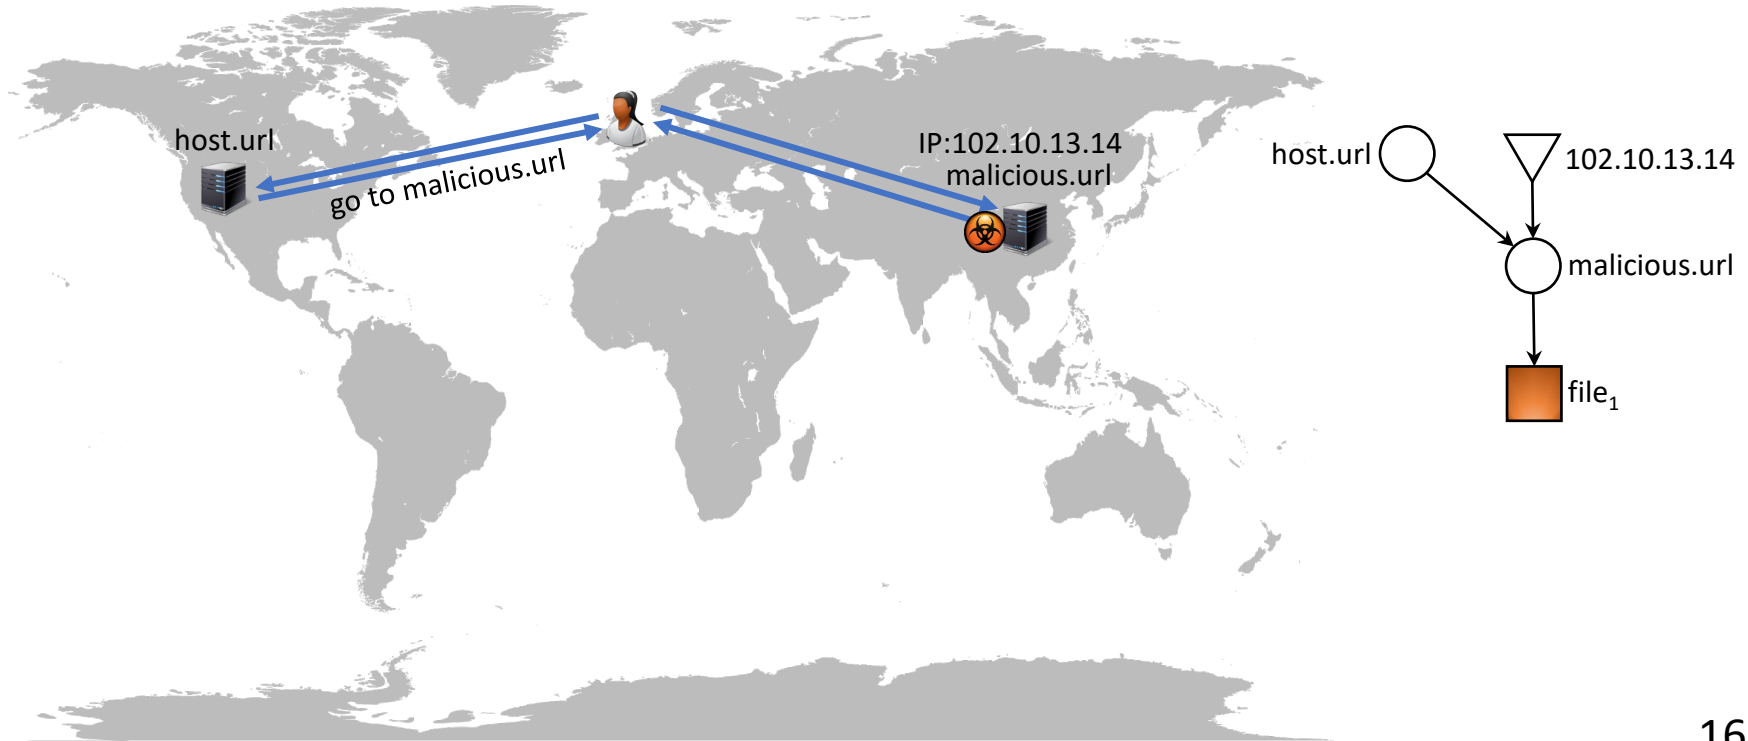 host.url
go to malicious.url
IP:102.10.13.14
malicious.url
host.url
102.10.13.14
malicious.url
file₁
16